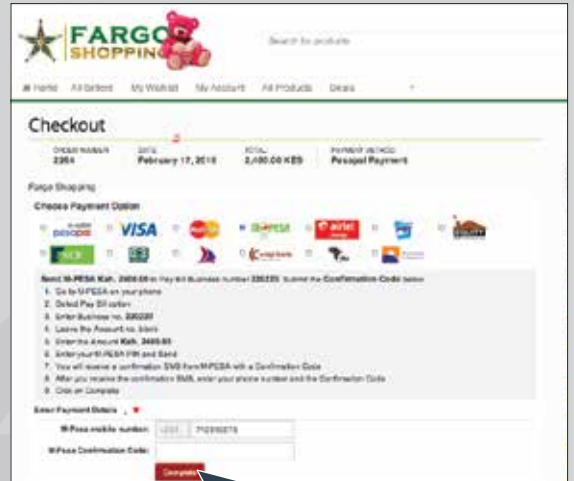 FARGO
SHOPPING
Search for products
Home All Sellers My Wishlist My Account All Products Deals
Checkout
ORDER NUMBER DATE TOTAL PAYMENT METHOD
2264 February 17, 2016 2,400.00 KES Pesapal Payment
Fargo Shopping
Choose Payment Option
pesapal VISA airtel EQUITY
KCB
Send M-PESA Ksh. 2400.00 to Pay Bill Business number 220220. Submit the Confirmation Code below
1. Go to M-PESA on your phone
2. Select Pay Bill option
3. Enter Business no. 220220
4. Leave the Account no. blank
5. Enter the Amount Ksh. 2400.00
6. Enter your M-PESA PIN and Send
7. You will receive a confirmation SMS from M-PESA with a Confirmation Code
8. After you receive the confirmation SMS, enter your phone number and the Confirmation Code
9. Click on Complete
Enter Payment Details
M-Pesa mobile number:
M-Pesa Confirmation Code:
Complete